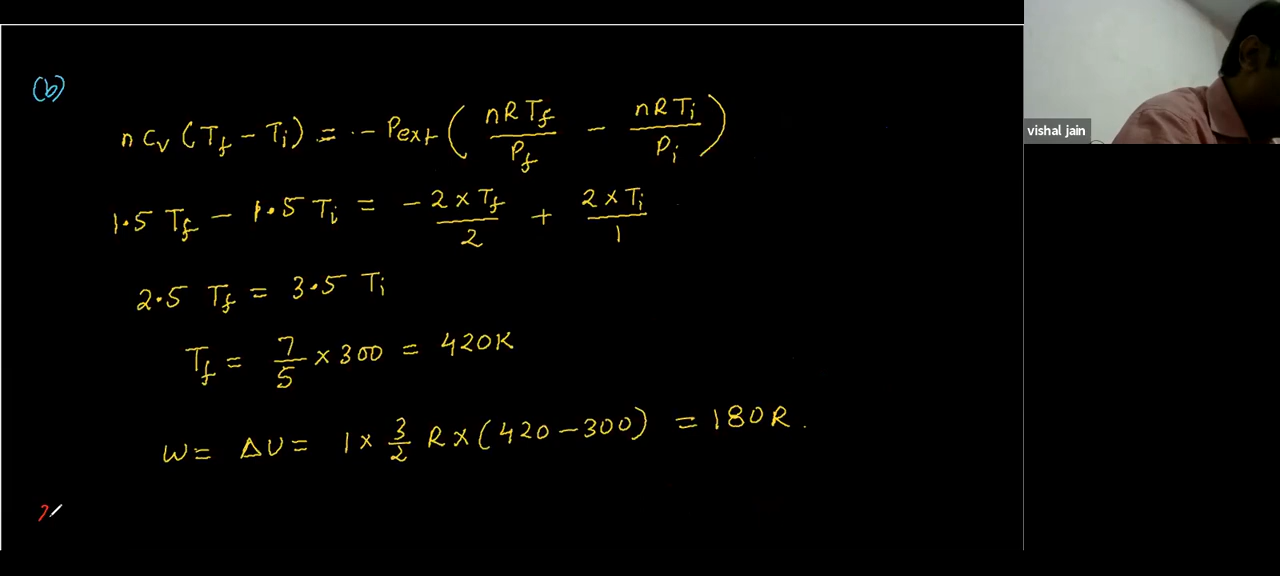 (b)
n Cv (Tf - Ti) = - Pext ( nRTf / Pf - nRTi / Pi )
1.5 Tf - 1.5 Ti = - 2 × Tf / 2 + 2 × Ti / 1
2.5 Tf = 3.5 Ti
Tf = 7/5 × 300 = 420K
W = ΔU = 1 × 3/2 R × (420 - 300) = 180R.
vishal jain